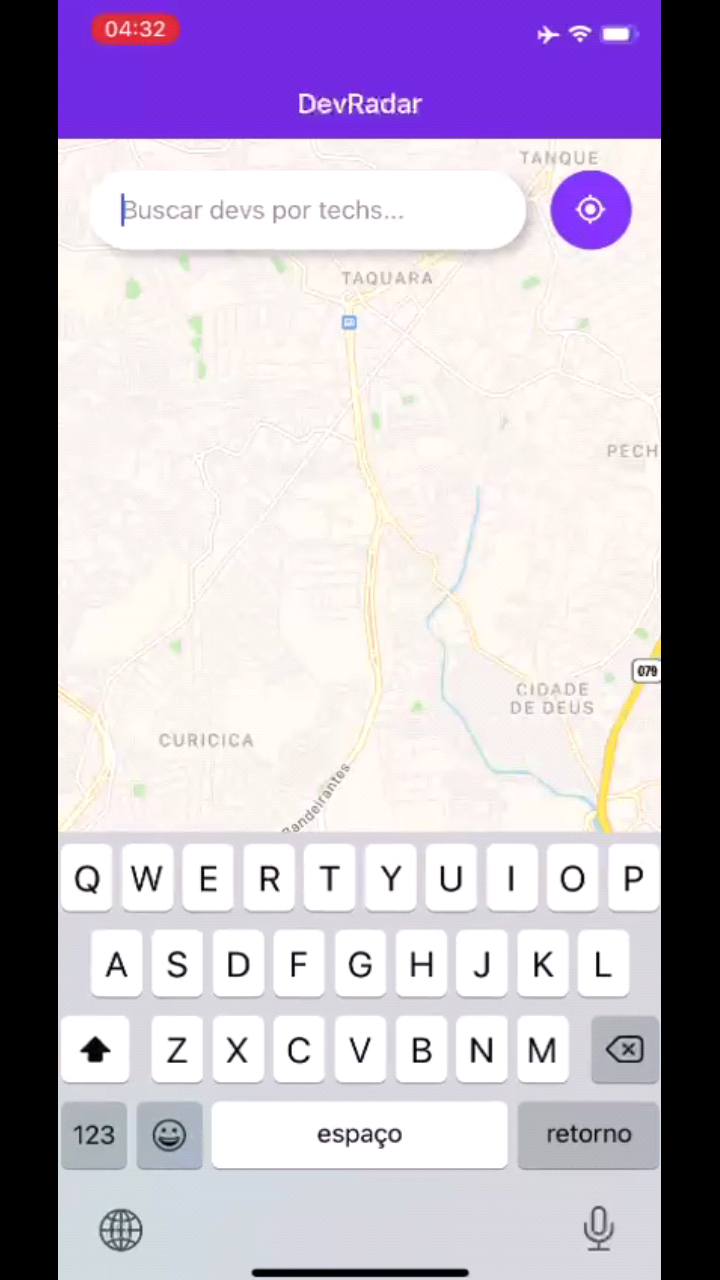 04:32
DevRadar
TANQUE
Buscar devs por techs...
TAQUARA
PECH
079
CIDADE
DE DEUS
CURICICA
Bandeirantes
Q W E R T Y U I O P
A S D F G H J K L
Z X C V B N M
123 espaço retorno